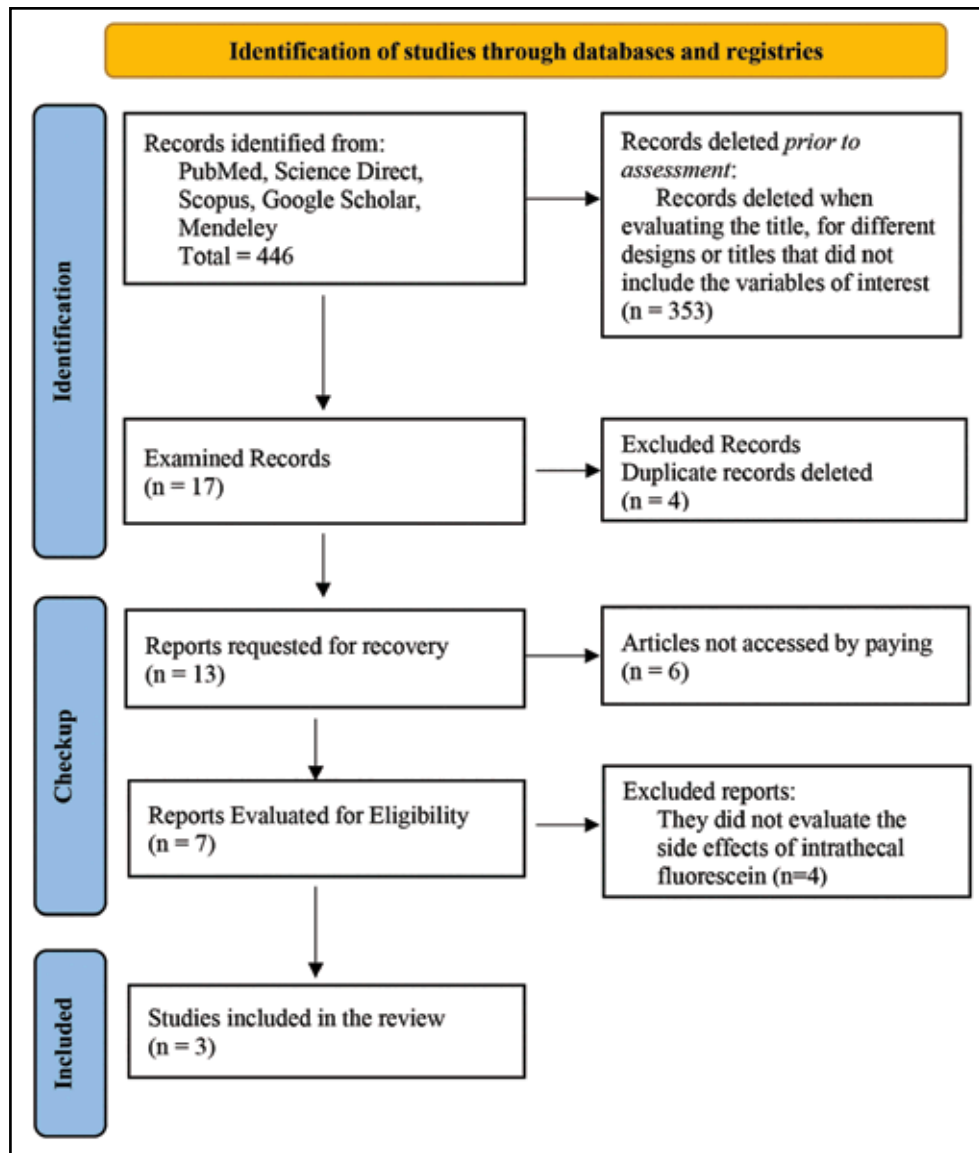 Identification of studies through databases and registries
Identification
Records identified from:
PubMed, Science Direct,
Scopus, Google Scholar,
Mendeley
Total = 446
Records deleted prior to
assessment:
Records deleted when
evaluating the title, for different
designs or titles that did not
include the variables of interest
(n = 353)
Examined Records
(n = 17)
Excluded Records
Duplicate records deleted
(n = 4)
Checkup
Reports requested for recovery
(n = 13)
Articles not accessed by paying
(n = 6)
Reports Evaluated for Eligibility
(n = 7)
Excluded reports:
They did not evaluate the
side effects of intrathecal
fluorescein (n=4)
Included
Studies included in the review
(n = 3)